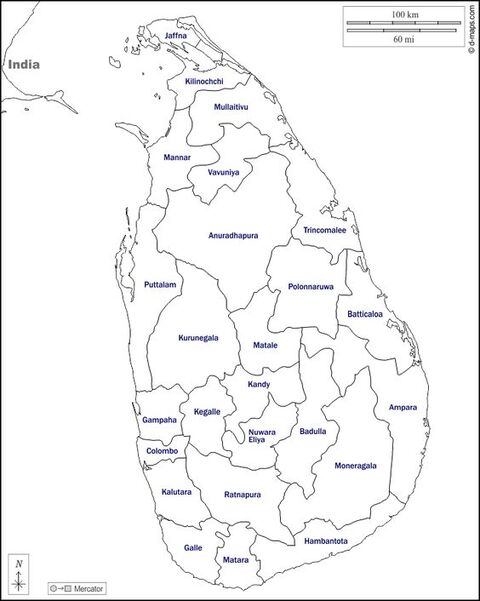 100 km
60 mi
© d-maps.com
India
Jaffna
Kilinochchi
Mullaitivu
Mannar
Vavuniya
Trincomalee
Anuradhapura
Puttalam
Polonnaruwa
Batticaloa
Kurunegala
Matale
Kandy
Ampara
Kegalle
Gampaha
Nuwara
Eliya
Badulla
Colombo
Moneragala
Kalutara
Ratnapura
Hambantota
Galle
Matara
N
Mercator